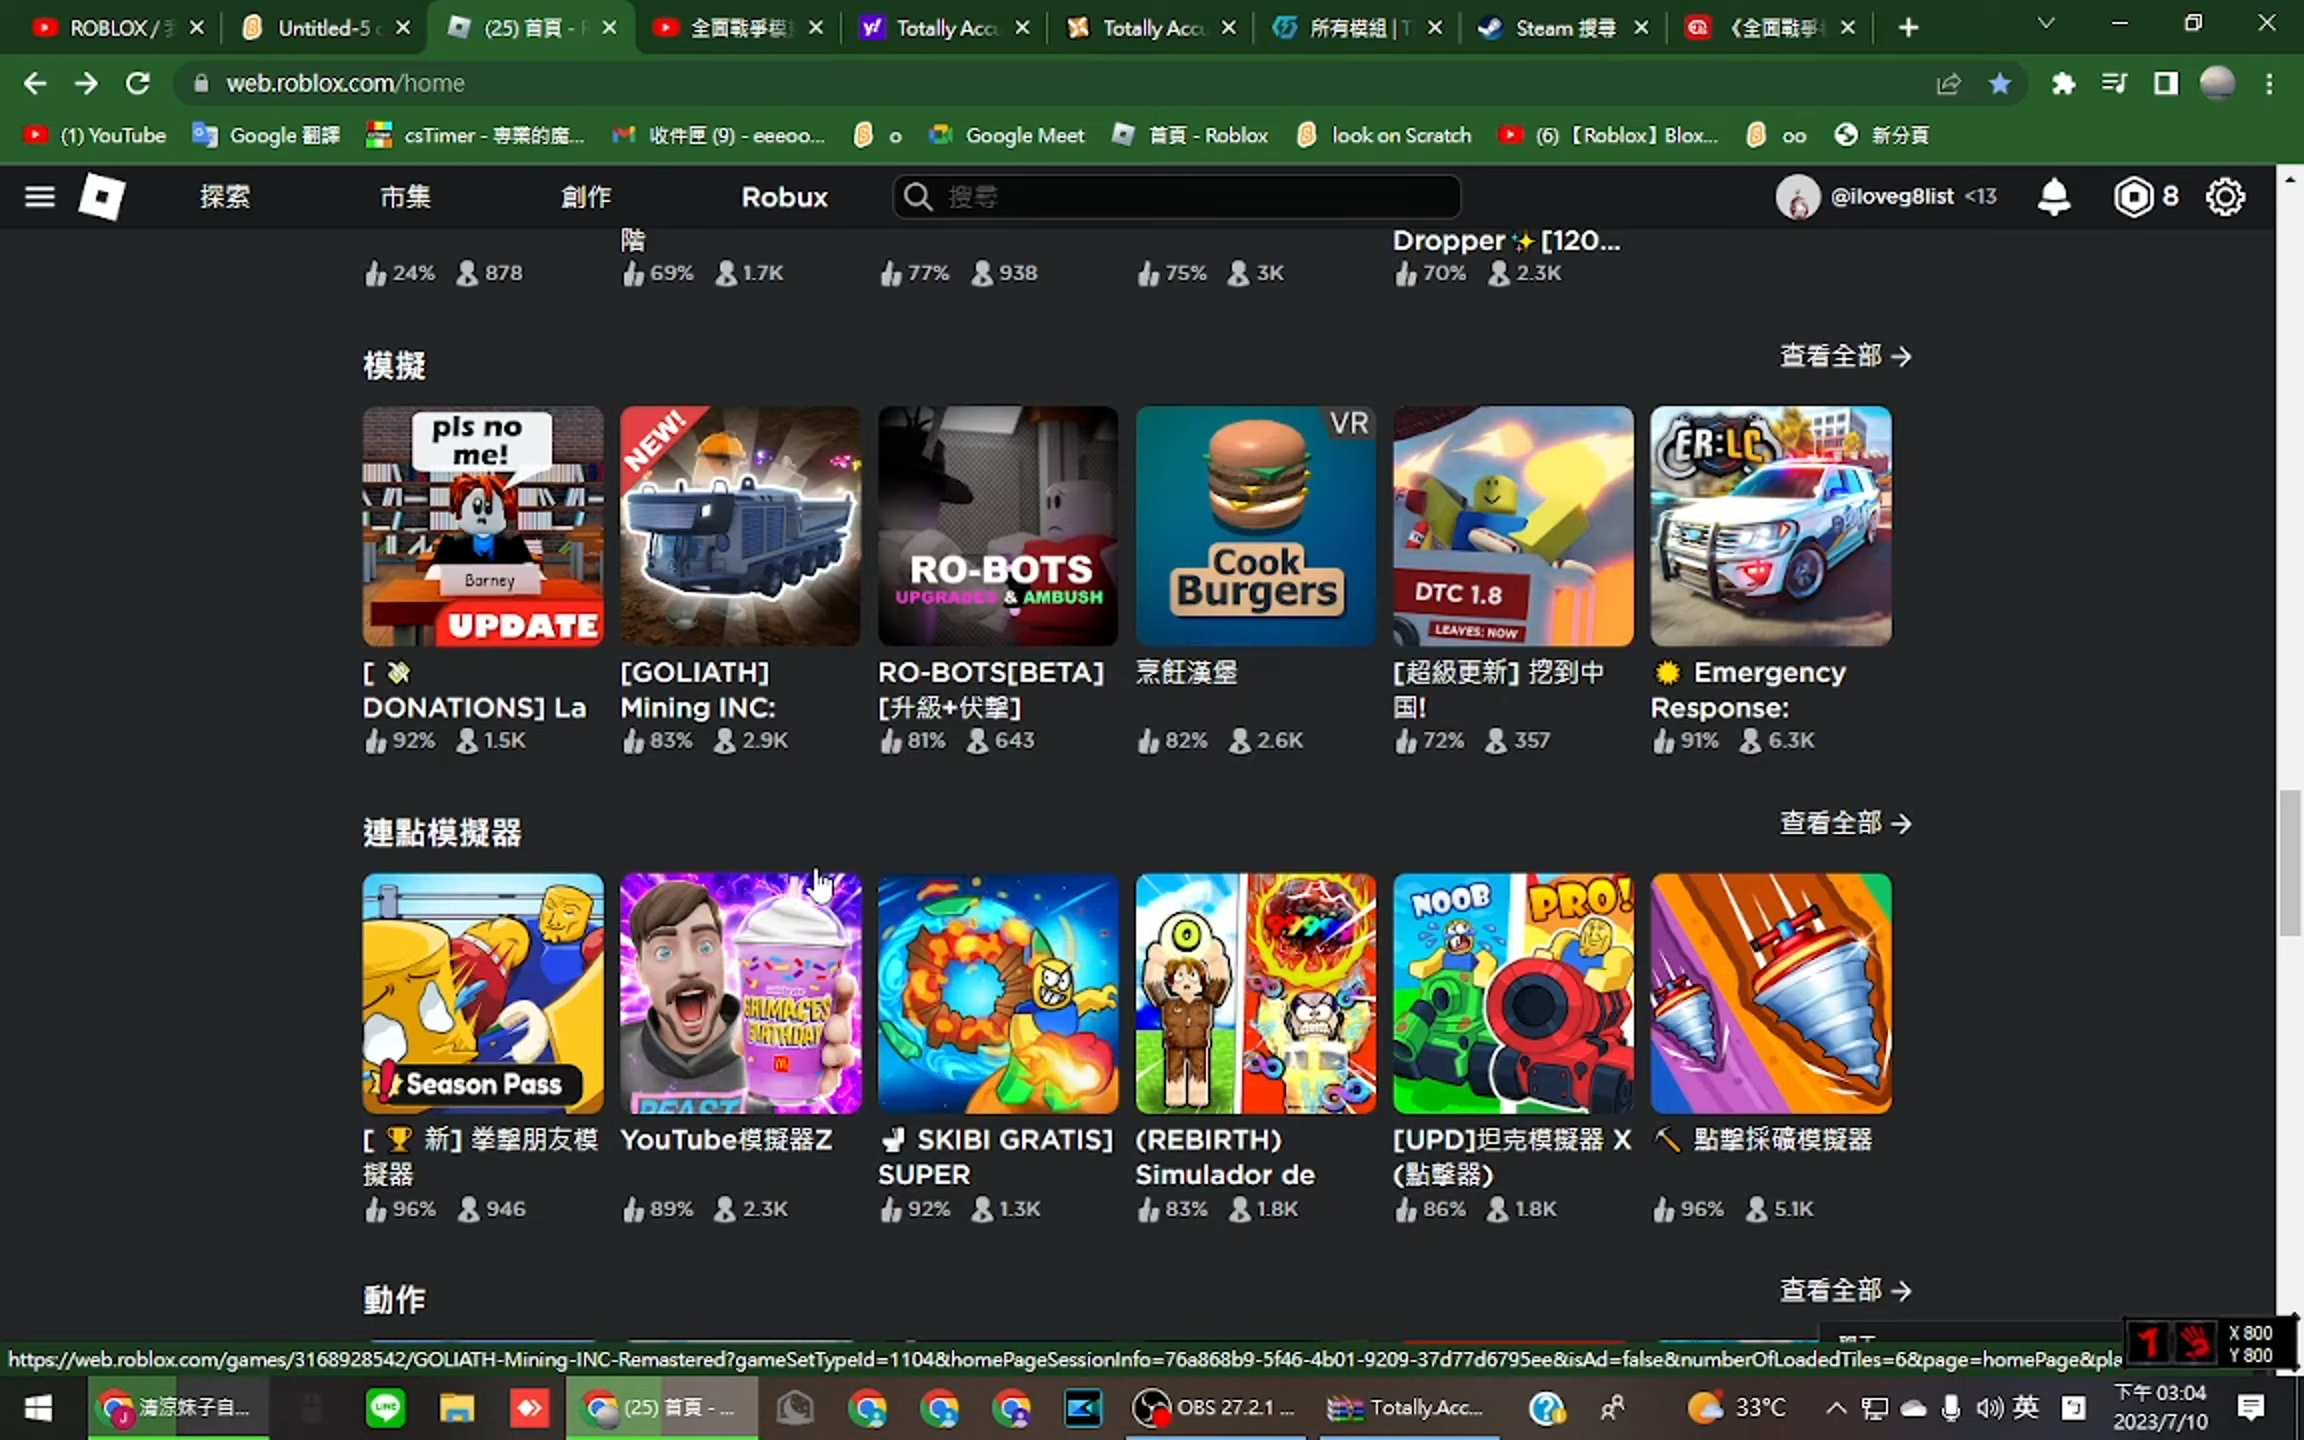 ROBLOX / 我
Untitled-5 c
(25) 首頁 - R
全面戰爭模
Totally Accu
Totally Accu
所有模組 | T
Steam 搜尋
《全面戰爭
web.roblox.com/home
(1) YouTube
Google 翻譯
csTimer - 專業的魔...
收件匣 (9) - eeeoo...
o
Google Meet
首頁 - Roblox
look on Scratch
(6) 【Roblox】Blox...
oo
新分頁
探索
市集
創作
Robux
搜尋
@iloveg8list <13
8
階
Dropper✨[120...
24% 878
69% 1.7K
77% 938
75% 3K
70% 2.3K
模擬
查看全部 →
pls no
me!
Barney
UPDATE
NEW!
RO-BOTS
UPGRADES & AMBUSH
VR
Cook
Burgers
DTC 1.8
LEAVES: NOW
ER:LC
[ 💸
DONATIONS] La
92% 1.5K
[GOLIATH]
Mining INC:
83% 2.9K
RO-BOTS[BETA]
[升級+伏擊]
81% 643
烹飪漢堡
82% 2.6K
[超級更新] 挖到中
国!
72% 357
Emergency
Response:
91% 6.3K
連點模擬器
查看全部 →
Season Pass
GRIMACE'S
BIRTHDAY
BEAST
NOOB
PRO!
[ 🏆 新] 拳擊朋友模
擬器
96% 946
YouTube模擬器Z
89% 2.3K
🚽 SKIBI GRATIS]
SUPER
92% 1.3K
(REBIRTH)
Simulador de
83% 1.8K
[UPD]坦克模擬器 X
(點擊器)
86% 1.8K
⛏️ 點擊採礦模擬器
96% 5.1K
動作
查看全部 →
https://web.roblox.com/games/3168928542/GOLIATH-Mining-INC-Remastered?gameSetTypeId=1104&homePageSessionInfo=76a868b9-5f46-4b01-9209-37d77d6795ee&isAd=false&numberOfLoadedTiles=6&page=homePage&pla
X 800
Y 800
清涼妹子自...
LINE
(25) 首頁 - ...
OBS 27.2.1 ...
Totally.Acc...
33°C
英
下午 03:04
2023/7/10